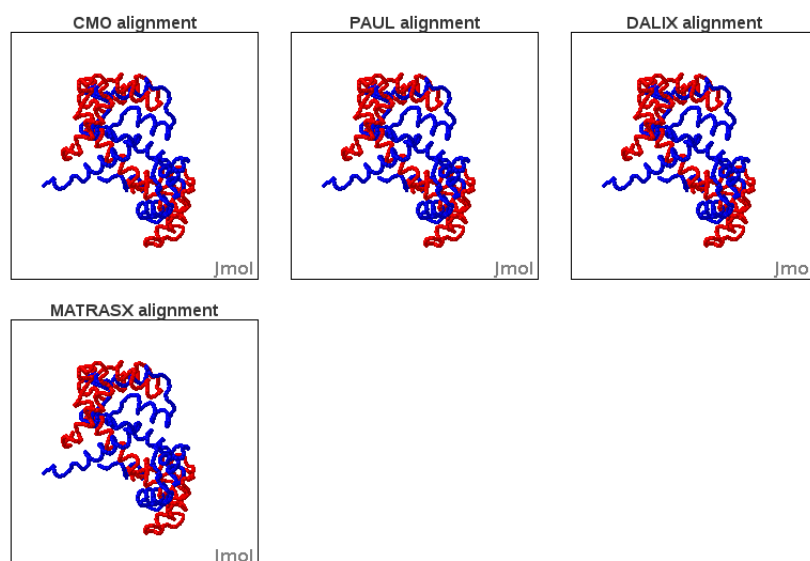 CMO alignment
PAUL alignment
DALIX alignment
Jmol
Jmol
Jmo
MATRASX alignment
Jmol